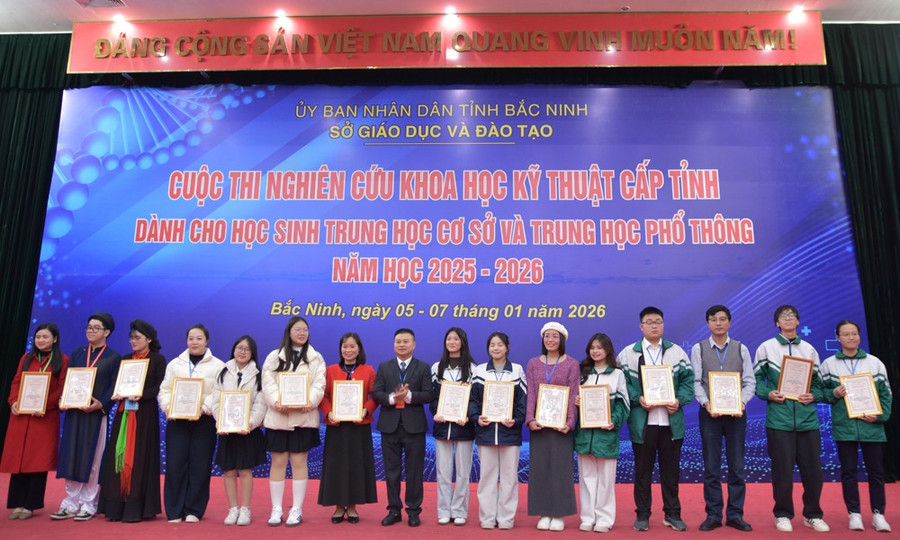 ĐẢNG CỘNG SẢN VIỆT NAM QUANG VINH MUÔN NĂM!
ỦY BAN NHÂN DÂN TỈNH BẮC NINH
SỞ GIÁO DỤC VÀ ĐÀO TẠO
CUỘC THI NGHIÊN CỨU KHOA HỌC KỸ THUẬT CẤP TỈNH
DÀNH CHO HỌC SINH TRUNG HỌC CƠ SỞ VÀ TRUNG HỌC PHỔ THÔNG
NĂM HỌC 2025 - 2026
Bắc Ninh, ngày 05 - 07 tháng 01 năm 2026